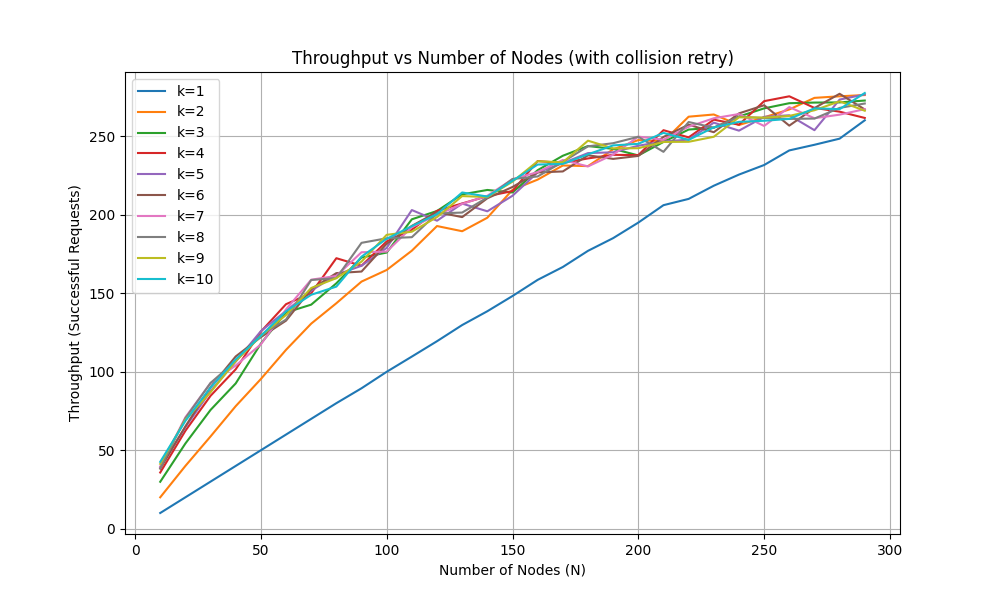 Throughput vs Number of Nodes (with collision retry)
k=1
k=2
k=3
k=4
k=5
k=6
k=7
k=8
k=9
k=10
Throughput (Successful Requests)
250
200
150
100
50
0
0 50 100 150 200 250 300
Number of Nodes (N)